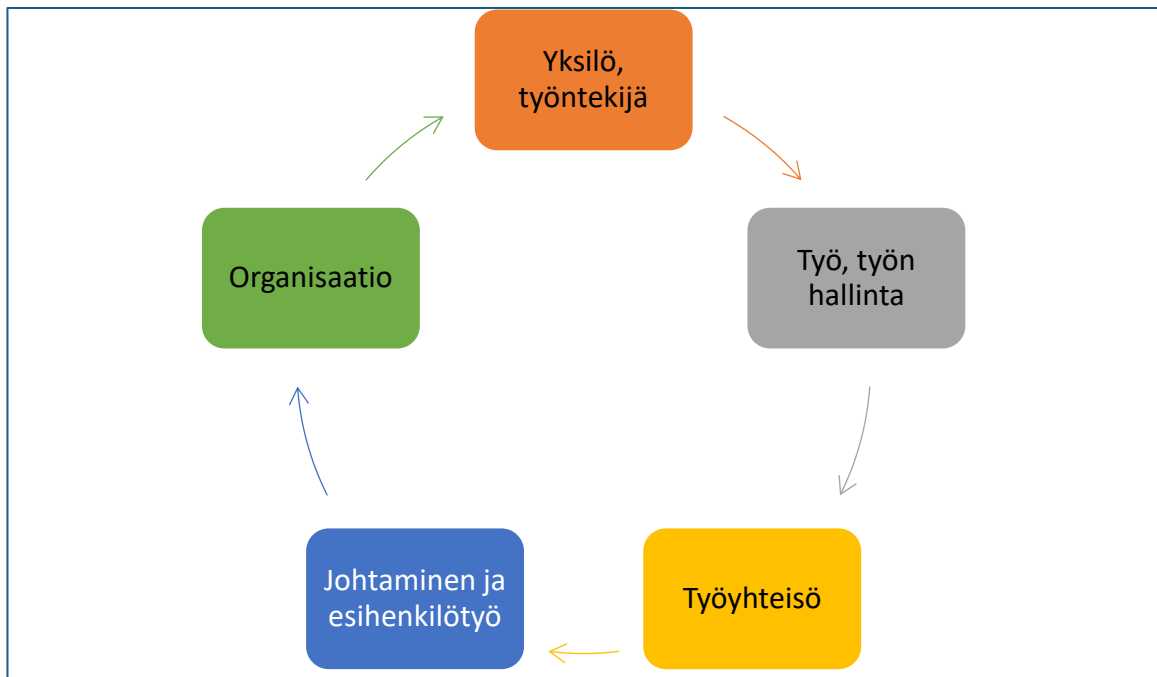 Yksilö,
työntekijä
Työ, työn
hallinta
Työyhteisö
Johtaminen ja
esihenkilötyö
Organisaatio